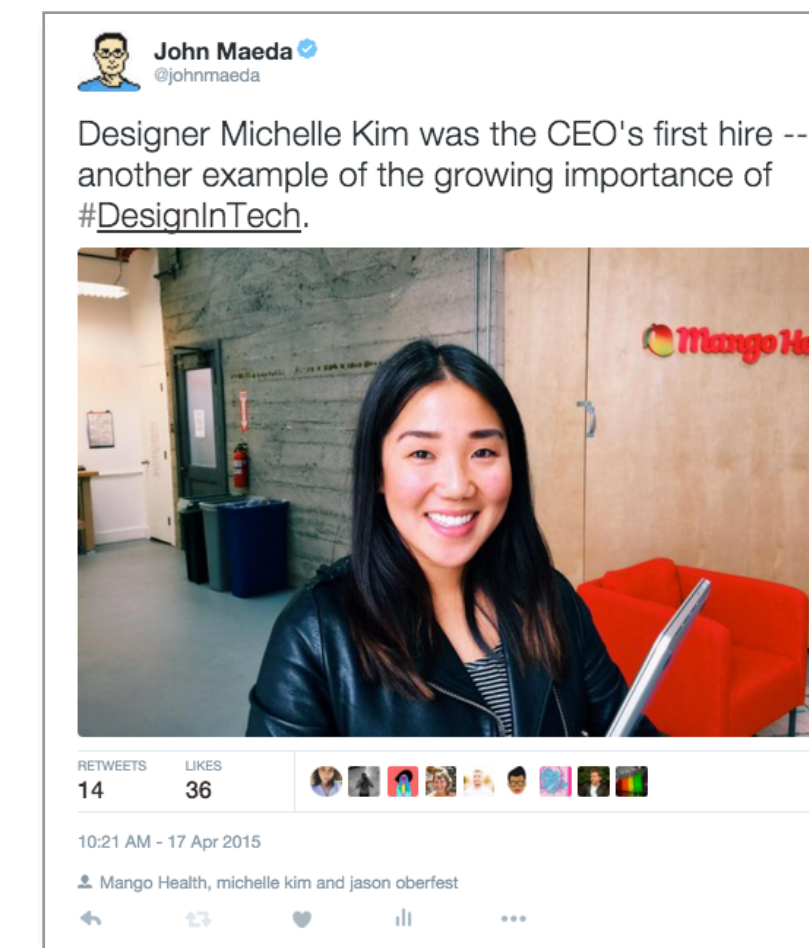 John Maeda
@johnmaeda
Designer Michelle Kim was the CEO's first hire --
another example of the growing importance of
#DesignInTech.
Mango He
RETWEETS LIKES
14 36
10:21 AM - 17 Apr 2015
Mango Health, michelle kim and jason oberfest